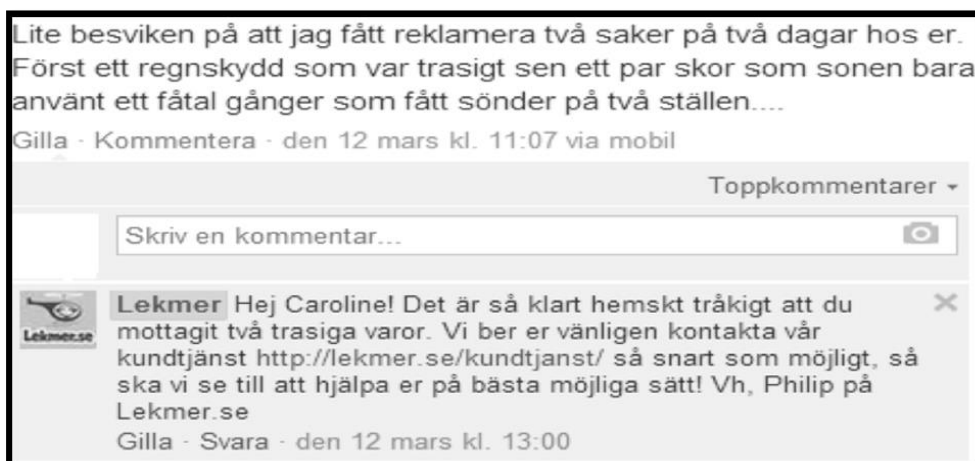 Lite besviken på att jag fått reklamera två saker på två dagar hos er.
Först ett regnskydd som var trasigt sen ett par skor som sonen bara
använt ett fåtal gånger som fått sönder på två ställen....
Gilla · Kommentera · den 12 mars kl. 11:07 via mobil
Toppkommentarer
Skriv en kommentar...
Lekmer Hej Caroline! Det är så klart hemskt tråkigt att du
mottagit två trasiga varor. Vi ber er vänligen kontakta vår
kundtjänst http://lekmer.se/kundtjanst/ så snart som möjligt, så
ska vi se till att hjälpa er på bästa möjliga sätt! Vh, Philip på
Lekmer.se
Lekmer.se
Gilla · Svara · den 12 mars kl. 13:00